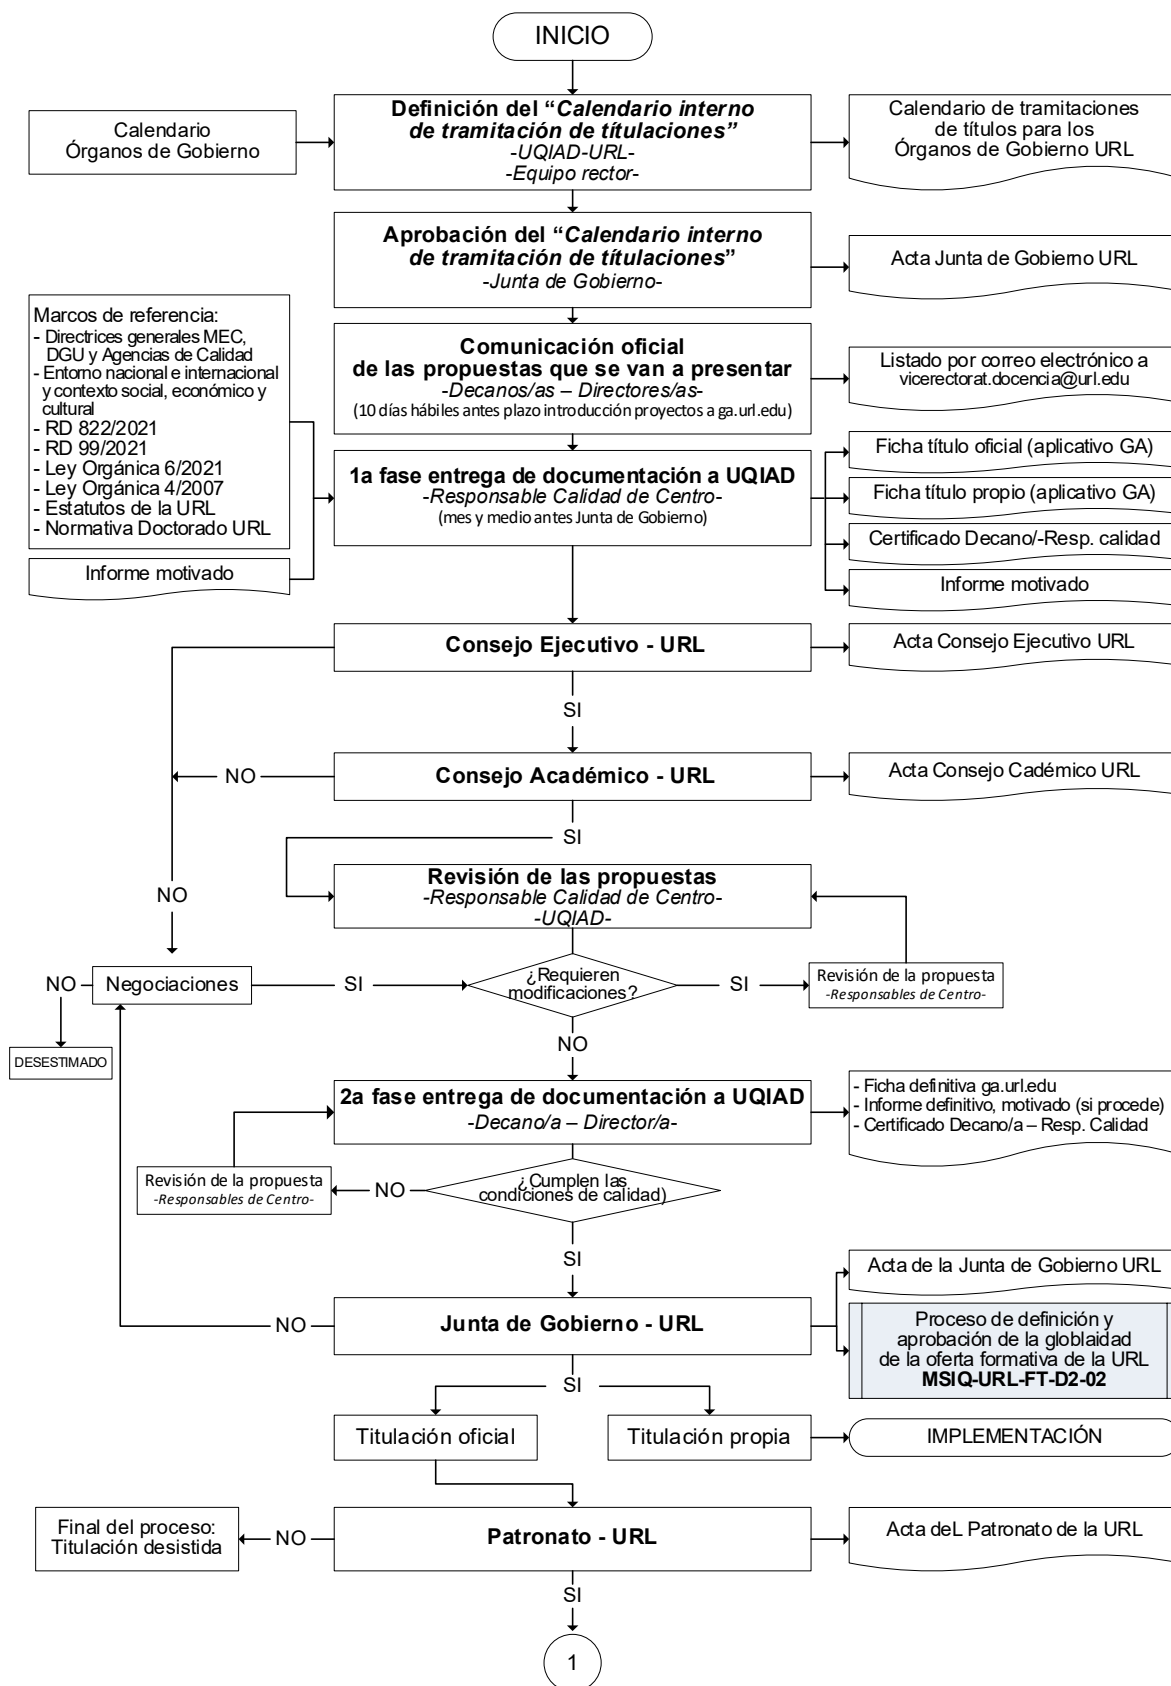 INICIO
Calendario
Órganos de Gobierno
Definición del “Calendario interno
de tramitación de títulaciones”
-UQIAD-URL-
-Equipo rector-
Calendario de tramitaciones
de títulos para los
Órganos de Gobierno URL
Aprobación del “Calendario interno
de tramitación de títulaciones”
-Junta de Gobierno-
Acta Junta de Gobierno URL
Marcos de referencia:
- Directrices generales MEC,
DGU y Agencias de Calidad
- Entorno nacional e internacional
y contexto social, económico y
cultural
- RD 822/2021
- RD 99/2021
- Ley Orgánica 6/2021
- Ley Orgánica 4/2007
- Estatutos de la URL
- Normativa Doctorado URL
Informe motivado
Comunicación oficial
de las propuestas que se van a presentar
-Decanos/as – Directores/as-
(10 días hábiles antes plazo introducción proyectos a ga.url.edu)
Listado por correo electrónico a
vicerectorat.docencia@url.edu
1a fase entrega de documentación a UQIAD
-Responsable Calidad de Centro-
(mes y medio antes Junta de Gobierno)
Ficha título oficial (aplicativo GA)
Ficha título propio (aplicativo GA)
Certificado Decano/-Resp. calidad
Informe motivado
Consejo Ejecutivo - URL
Acta Consejo Ejecutivo URL
SI
NO
Consejo Académico - URL
Acta Consejo Cadémico URL
SI
NO
Revisión de las propuestas
-Responsable Calidad de Centro-
-UQIAD-
NO
Negociaciones
SI
¿Requieren
modificaciones?
SI
Revisión de la propuesta
-Responsables de Centro-
DESESTIMADO
NO
2a fase entrega de documentación a UQIAD
-Decano/a – Director/a-
- Ficha definitiva ga.url.edu
- Informe definitivo, motivado (si procede)
- Certificado Decano/a – Resp. Calidad
Revisión de la propuesta
-Responsables de Centro-
NO
¿Cumplen las
condiciones de calidad)
SI
Acta de la Junta de Gobierno URL
NO
Junta de Gobierno - URL
Proceso de definición y
aprobación de la globlaidad
de la oferta formativa de la URL
MSIQ-URL-FT-D2-02
SI
Titulación oficial
Titulación propia
IMPLEMENTACIÓN
Final del proceso:
Titulación desistida
NO
Patronato - URL
Acta deL Patronato de la URL
SI
1